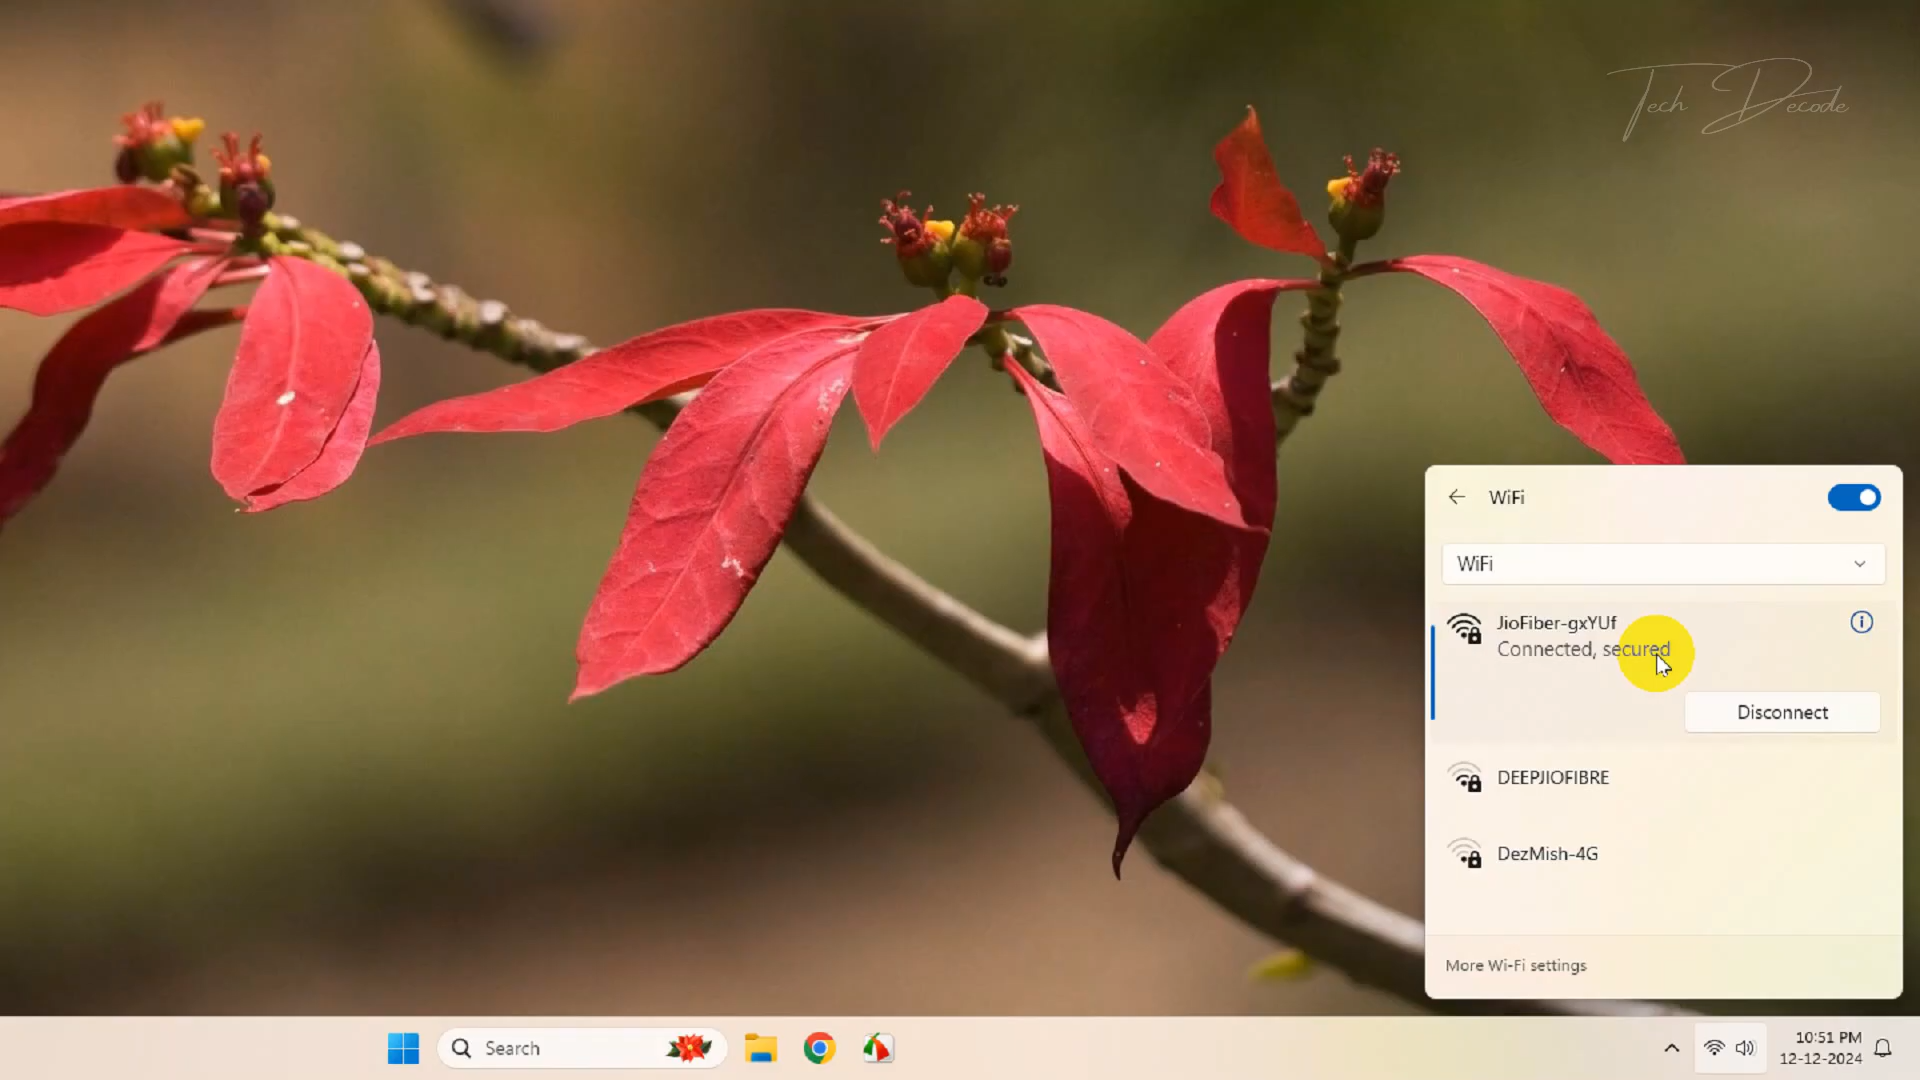 Tech Decode
WiFi
WiFi
JioFiber-gxYUf
Connected, secured
Disconnect
DEEPJIOFIBRE
DezMish-4G
More Wi-Fi settings
Search
10:51 PM
12-12-2024